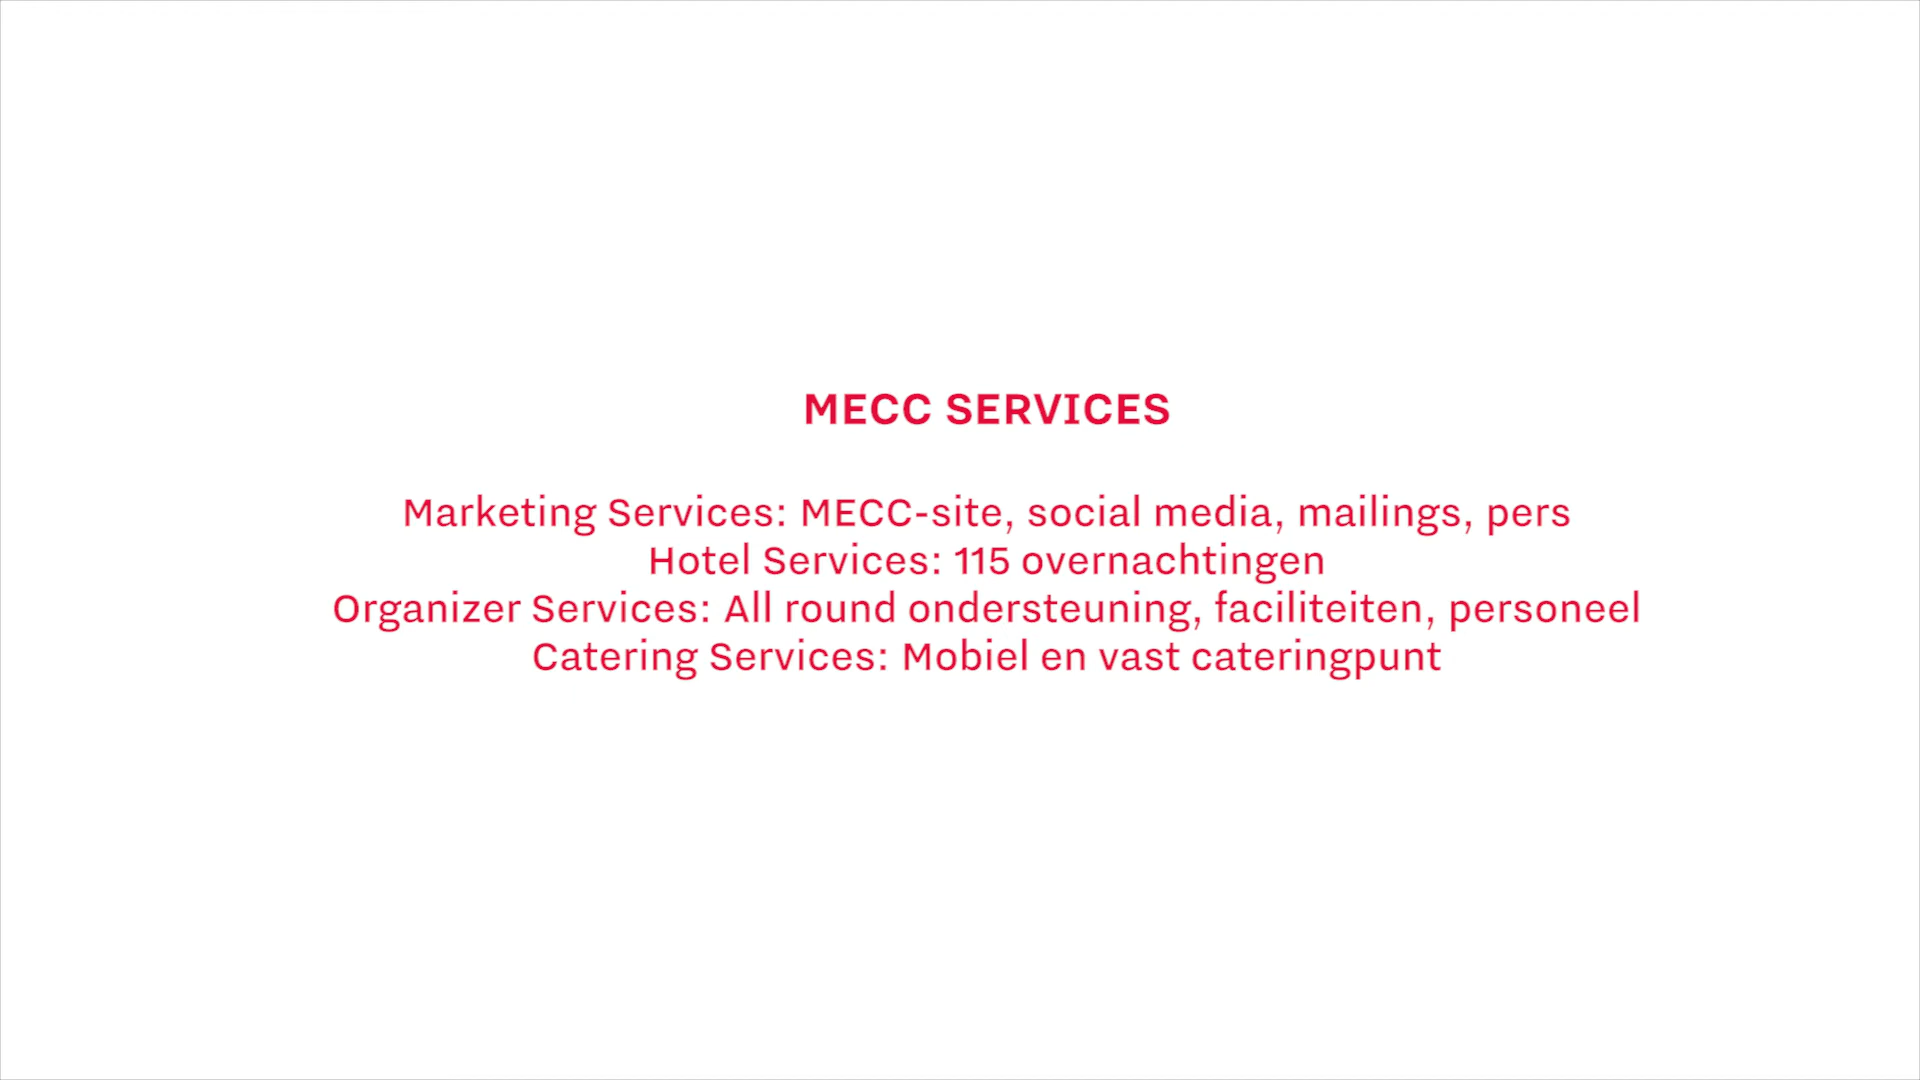 MECC SERVICES
Marketing Services: MECC-site, social media, mailings, pers
Hotel Services: 115 overnachtingen
Organizer Services: All round ondersteuning, faciliteiten, personeel
Catering Services: Mobiel en vast cateringpunt